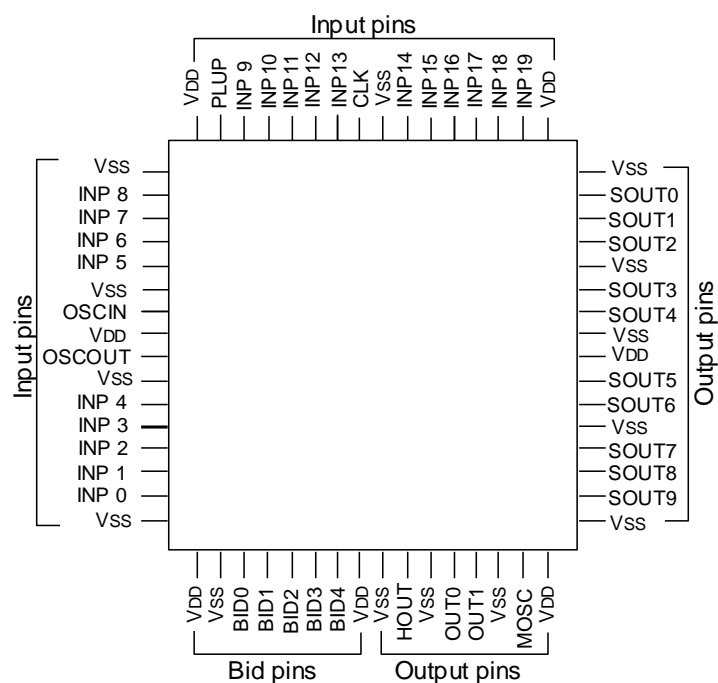 Input pins
VDD
PLUP
INP 9
INP10
INP11
INP12
INP13
CLK
VSS
INP14
INP15
INP16
INP17
INP18
INP19
VDD
Input pins
VSS
INP 8
INP 7
INP 6
INP 5
VSS
OSCIN
VDD
OSCOUT
VSS
INP 4
INP 3
INP 2
INP 1
INP 0
VSS
VSS
SOUT0
SOUT1
SOUT2
VSS
SOUT3
SOUT4
VSS
VDD
SOUT5
SOUT6
VSS
SOUT7
SOUT8
SOUT9
VSS
Output pins
VDD
VSS
BID0
BID1
BID2
BID3
BID4
VDD
VSS
HOUT
VSS
OUT0
OUT1
VSS
MOSC
VDD
Bid pins
Output pins